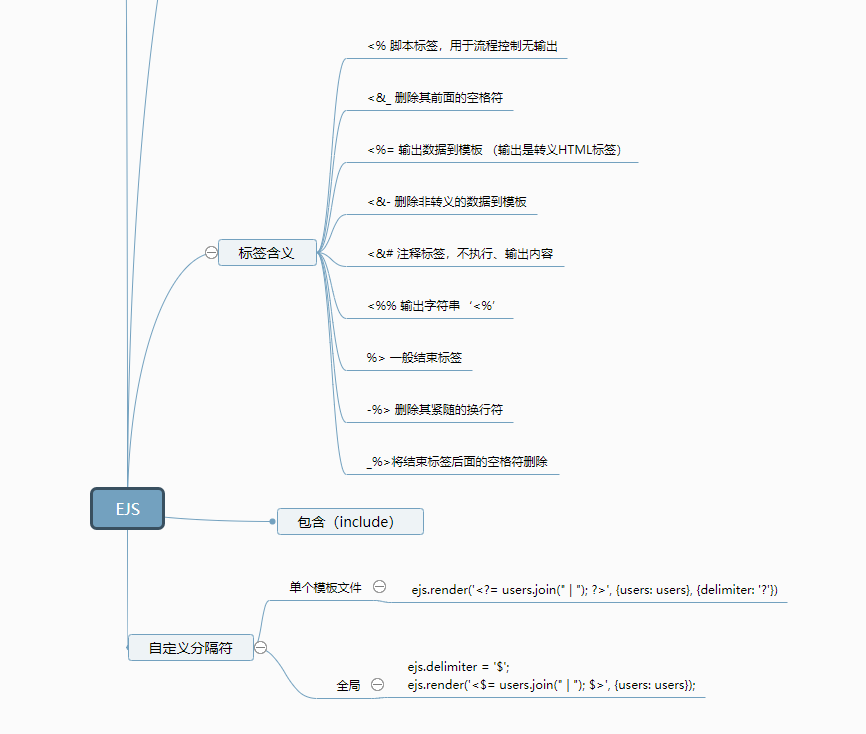 <% 脚本标签，用于流程控制无输出
<&_ 删除其前面的空格符
<%= 输出数据到模板 （输出是转义HTML标签）
<&- 删除非转义的数据到模板
标签含义
<&# 注释标签，不执行、输出内容
<%% 输出字符串‘<%’
%> 一般结束标签
-%> 删除其紧随的换行符
_%>将结束标签后面的空格符删除
EJS
包含（include）
单个模板文件
ejs.render('<?= users.join(" | "); ?>', {users: users}, {delimiter: '?'})
自定义分隔符
ejs.delimiter = '$';
全局
ejs.render('<$= users.join(" | "); $>', {users: users});